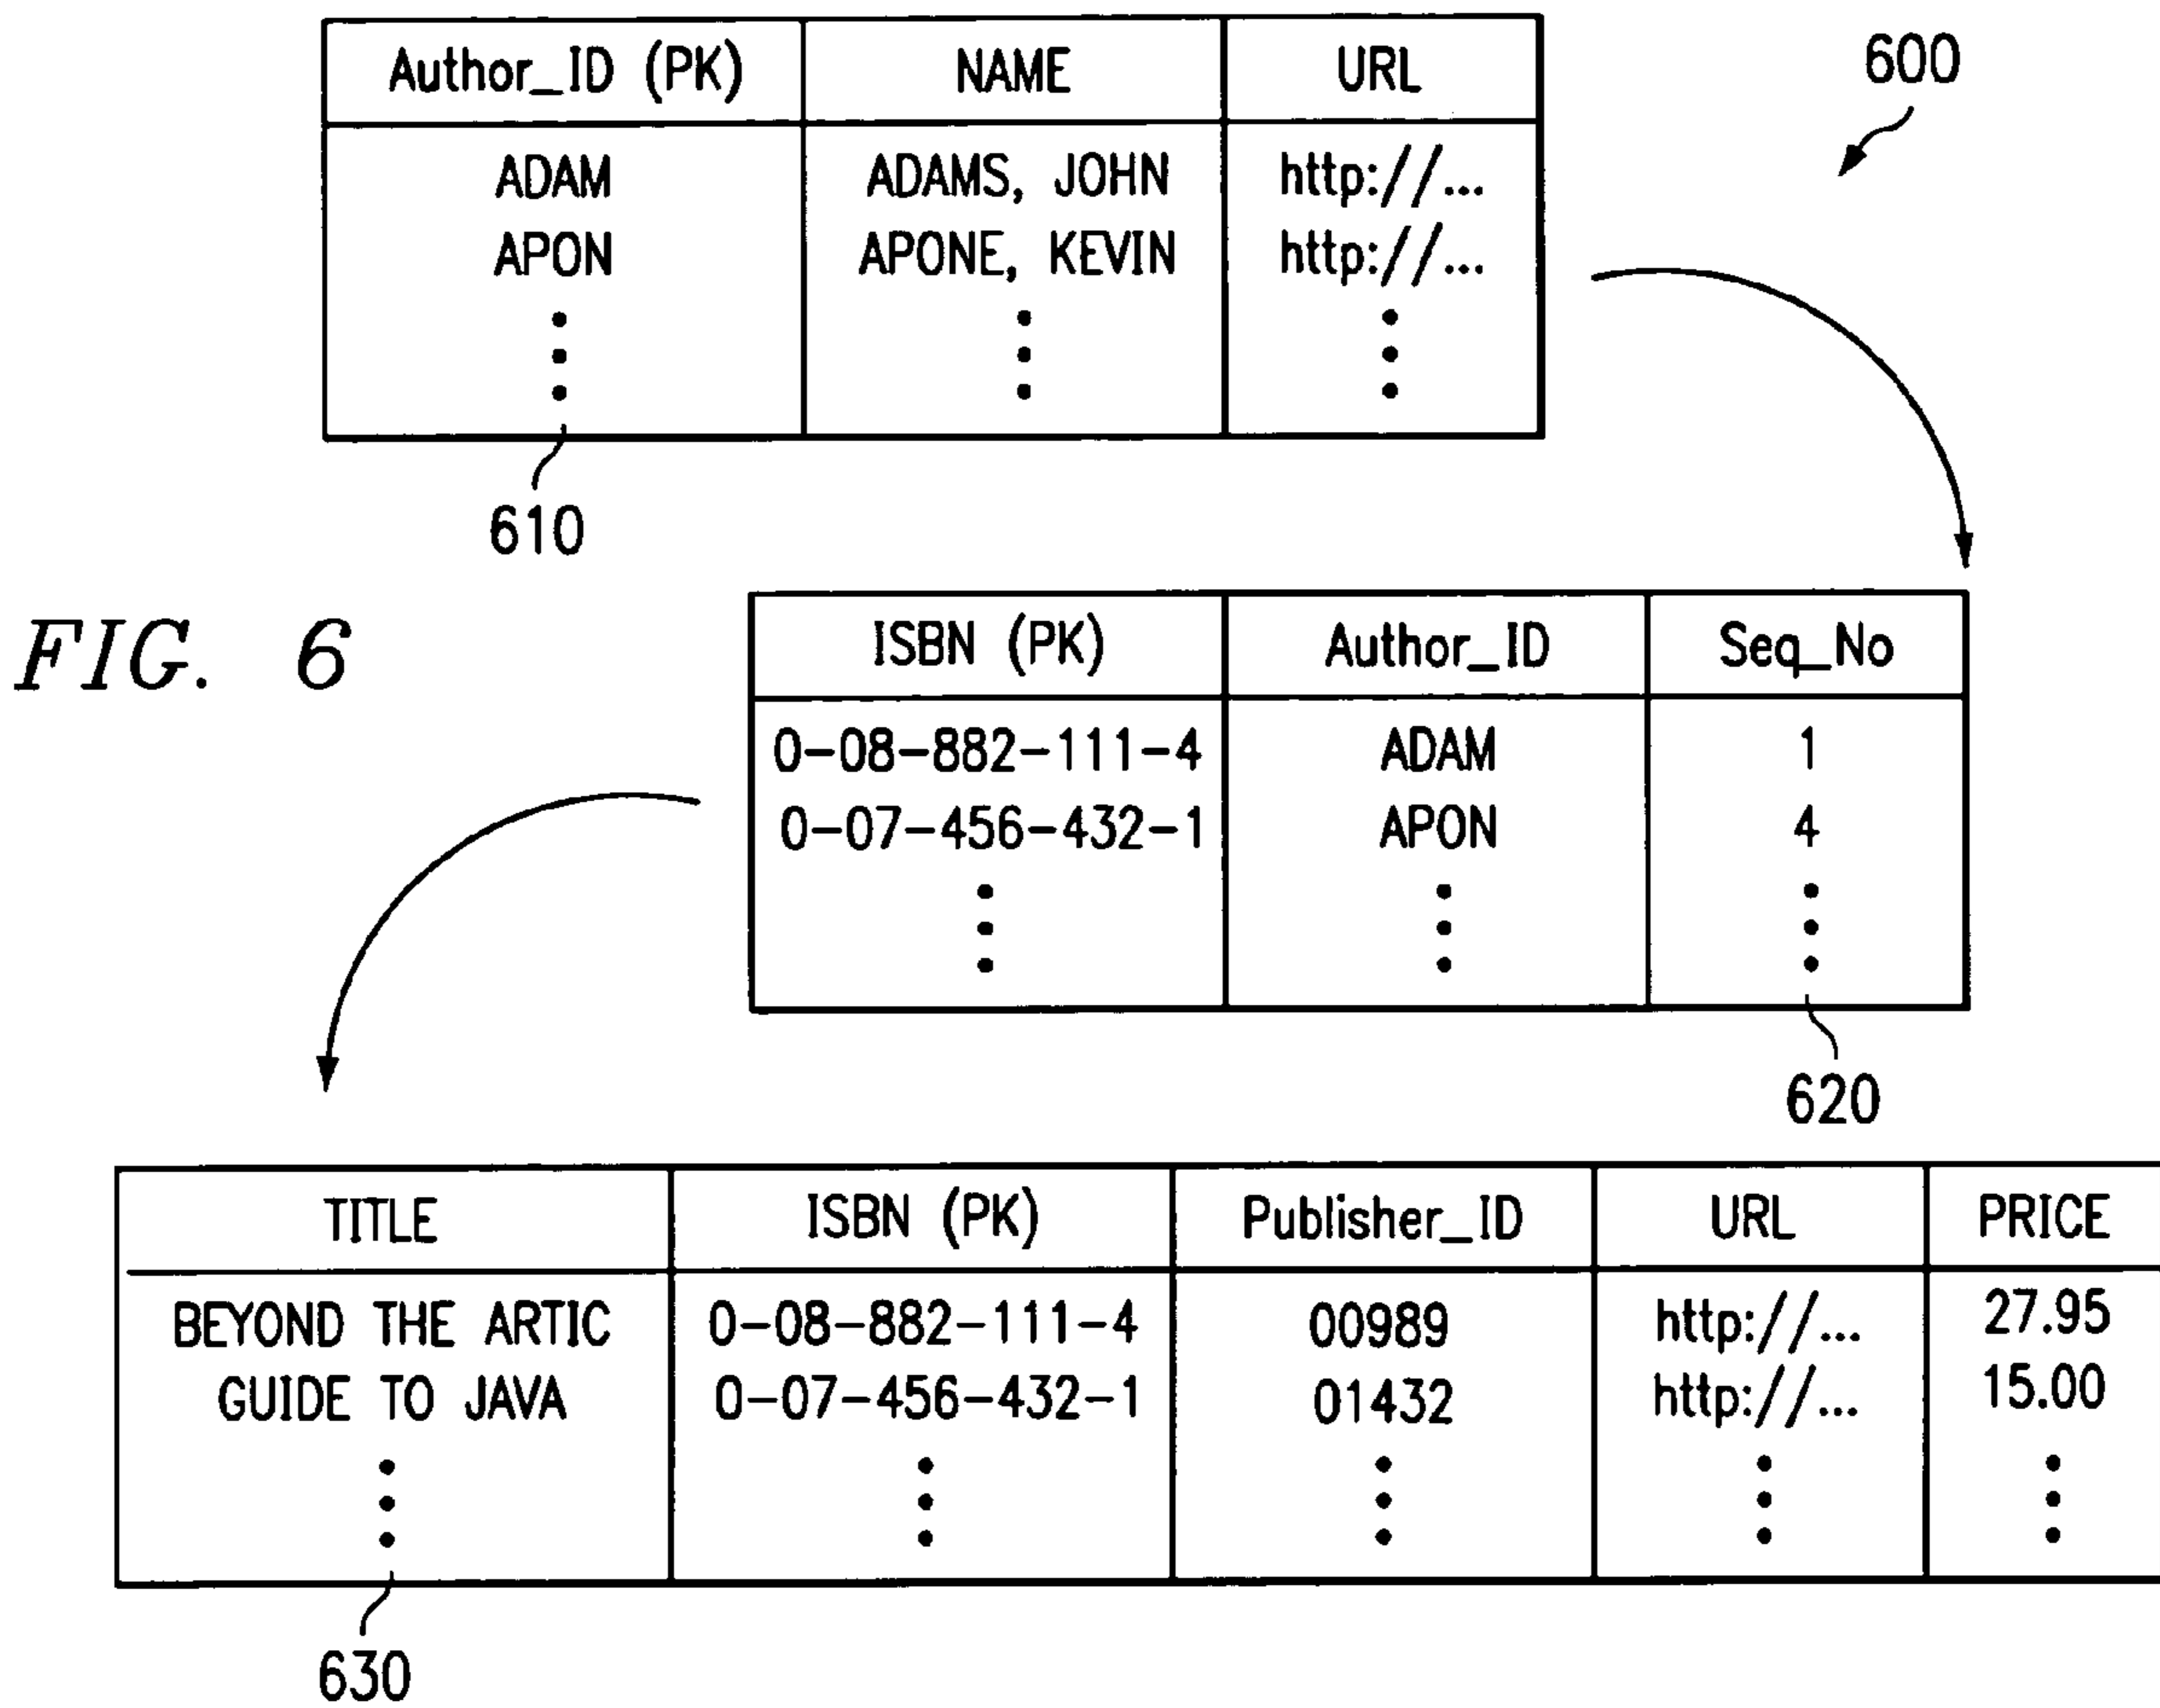 600
Author_ID (PK) NAME URL
ADAM ADAMS, JOHN http://...
APON APONE, KEVIN http://...
610
FIG. 6
ISBN (PK) Author_ID Seq_No
0-08-882-111-4 ADAM 1
0-07-456-432-1 APON 4
620
TITLE ISBN (PK) Publisher_ID URL PRICE
BEYOND THE ARTIC 0-08-882-111-4 00989 http://... 27.95
GUIDE TO JAVA 0-07-456-432-1 01432 http://... 15.00
630